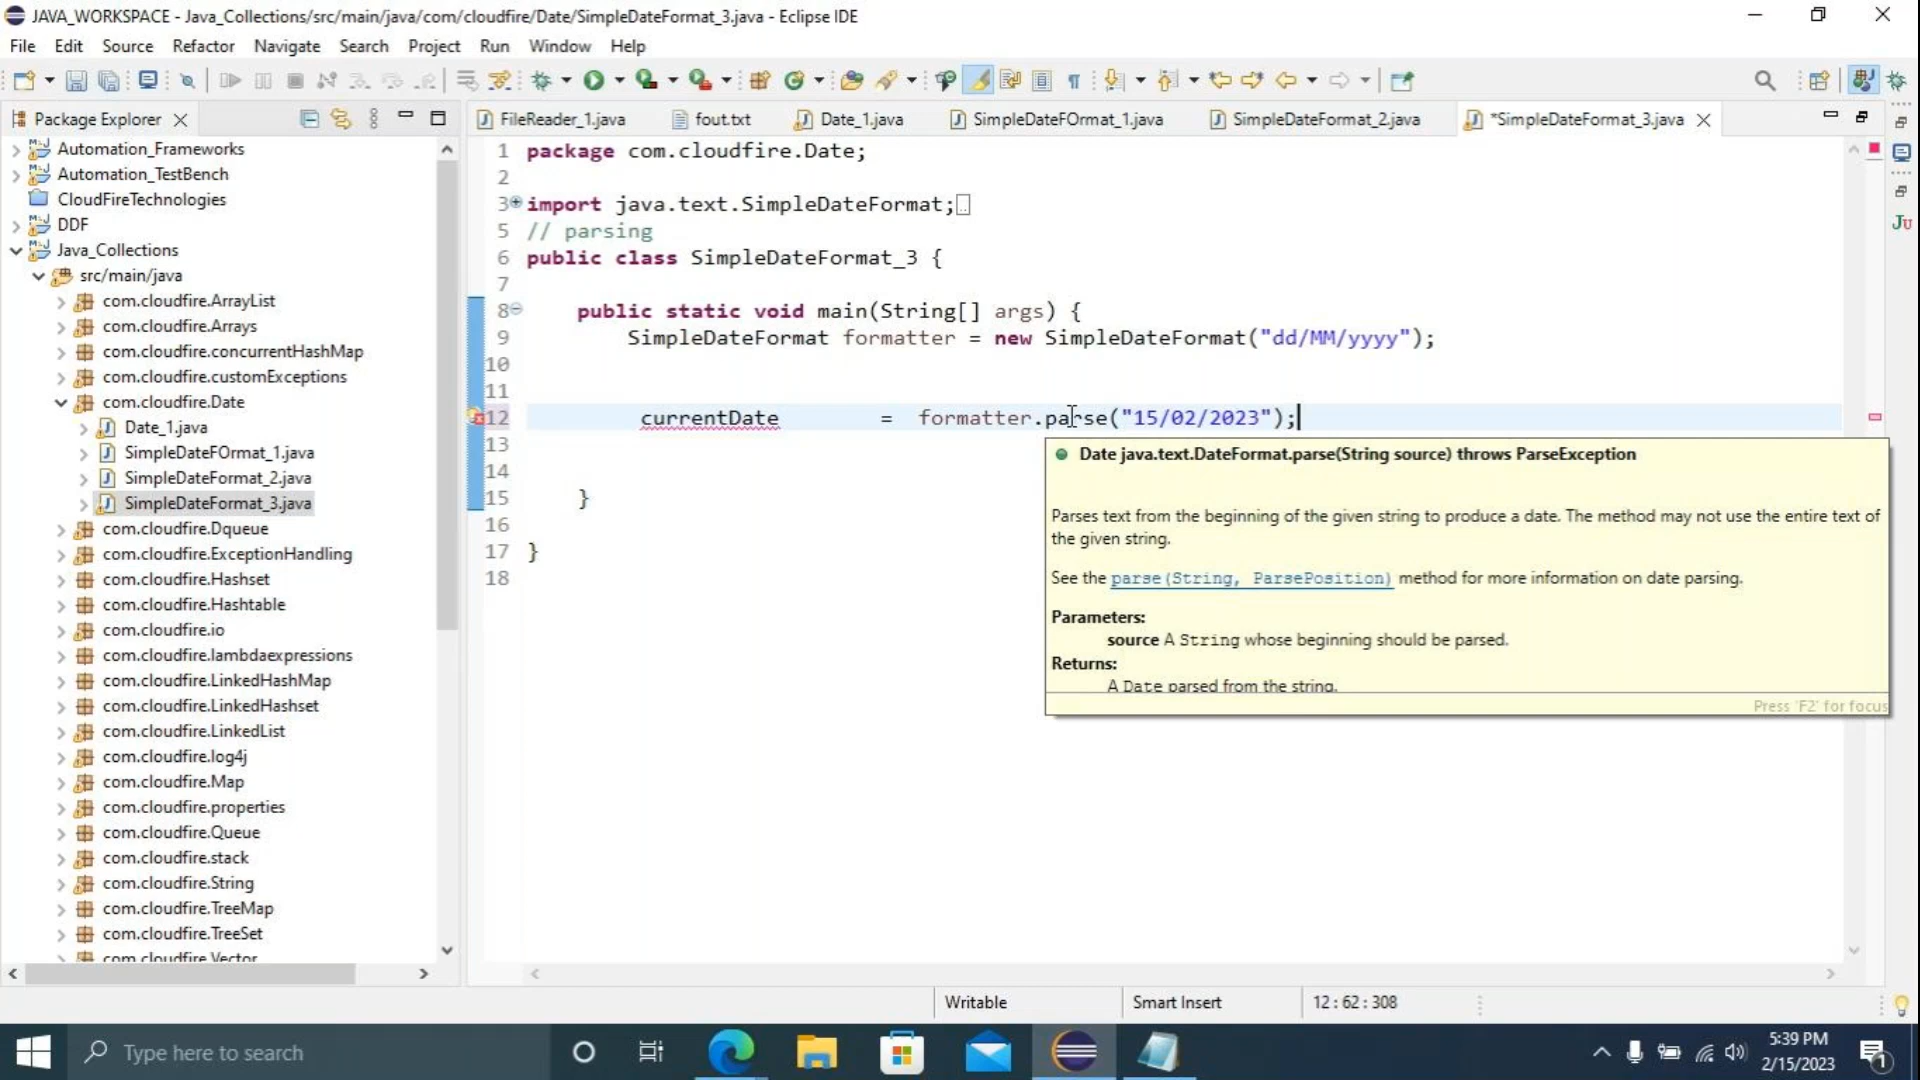 JAVA_WORKSPACE - Java_Collections/src/main/java/com/cloudfire/Date/SimpleDateFormat_3.java - Eclipse IDE
File Edit Source Refactor Navigate Search Project Run Window Help
Package Explorer
FileReader_1.java fout.txt Date_1.java SimpleDateFOrmat_1.java SimpleDateFormat_2.java *SimpleDateFormat_3.java
Automation_Frameworks
Automation_TestBench
CloudFireTechnologies
DDF
Java_Collections
src/main/java
com.cloudfire.ArrayList
com.cloudfire.Arrays
com.cloudfire.concurrentHashMap
com.cloudfire.customExceptions
com.cloudfire.Date
Date_1.java
SimpleDateFOrmat_1.java
SimpleDateFormat_2.java
SimpleDateFormat_3.java
com.cloudfire.Dqueue
com.cloudfire.ExceptionHandling
com.cloudfire.Hashset
com.cloudfire.Hashtable
com.cloudfire.io
com.cloudfire.lambdaexpressions
com.cloudfire.LinkedHashMap
com.cloudfire.LinkedHashset
com.cloudfire.LinkedList
com.cloudfire.log4j
com.cloudfire.Map
com.cloudfire.properties
com.cloudfire.Queue
com.cloudfire.stack
com.cloudfire.String
com.cloudfire.TreeMap
com.cloudfire.TreeSet
com.cloudfire.Vector
1 package com.cloudfire.Date;
2
3 import java.text.SimpleDateFormat;
5 // parsing
6 public class SimpleDateFormat_3 {
7
8 public static void main(String[] args) {
9 SimpleDateFormat formatter = new SimpleDateFormat("dd/MM/yyyy");
10
11
12 currentDate = formatter.parse("15/02/2023");
13
14
15 }
16
17 }
18
Date java.text.DateFormat.parse(String source) throws ParseException
Parses text from the beginning of the given string to produce a date. The method may not use the entire text of
the given string.
See the parse(String, ParsePosition) method for more information on date parsing.
Parameters:
source A String whose beginning should be parsed.
Returns:
A Date parsed from the string.
Press 'F2' for focus
Ju
Writable Smart Insert 12 : 62 : 308
Type here to search
5:39 PM
2/15/2023
1